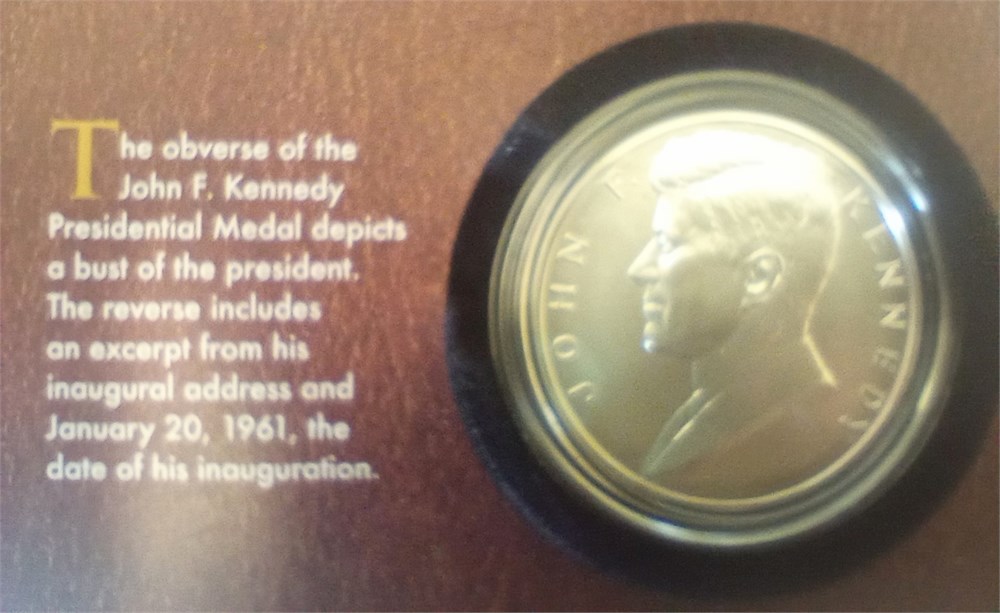 The obverse of the
John F. Kennedy
Presidential Medal depicts
a bust of the president.
The reverse includes
an excerpt from his
inaugural address and
January 20, 1961, the
date of his inauguration.
JOHN F KENNEDY